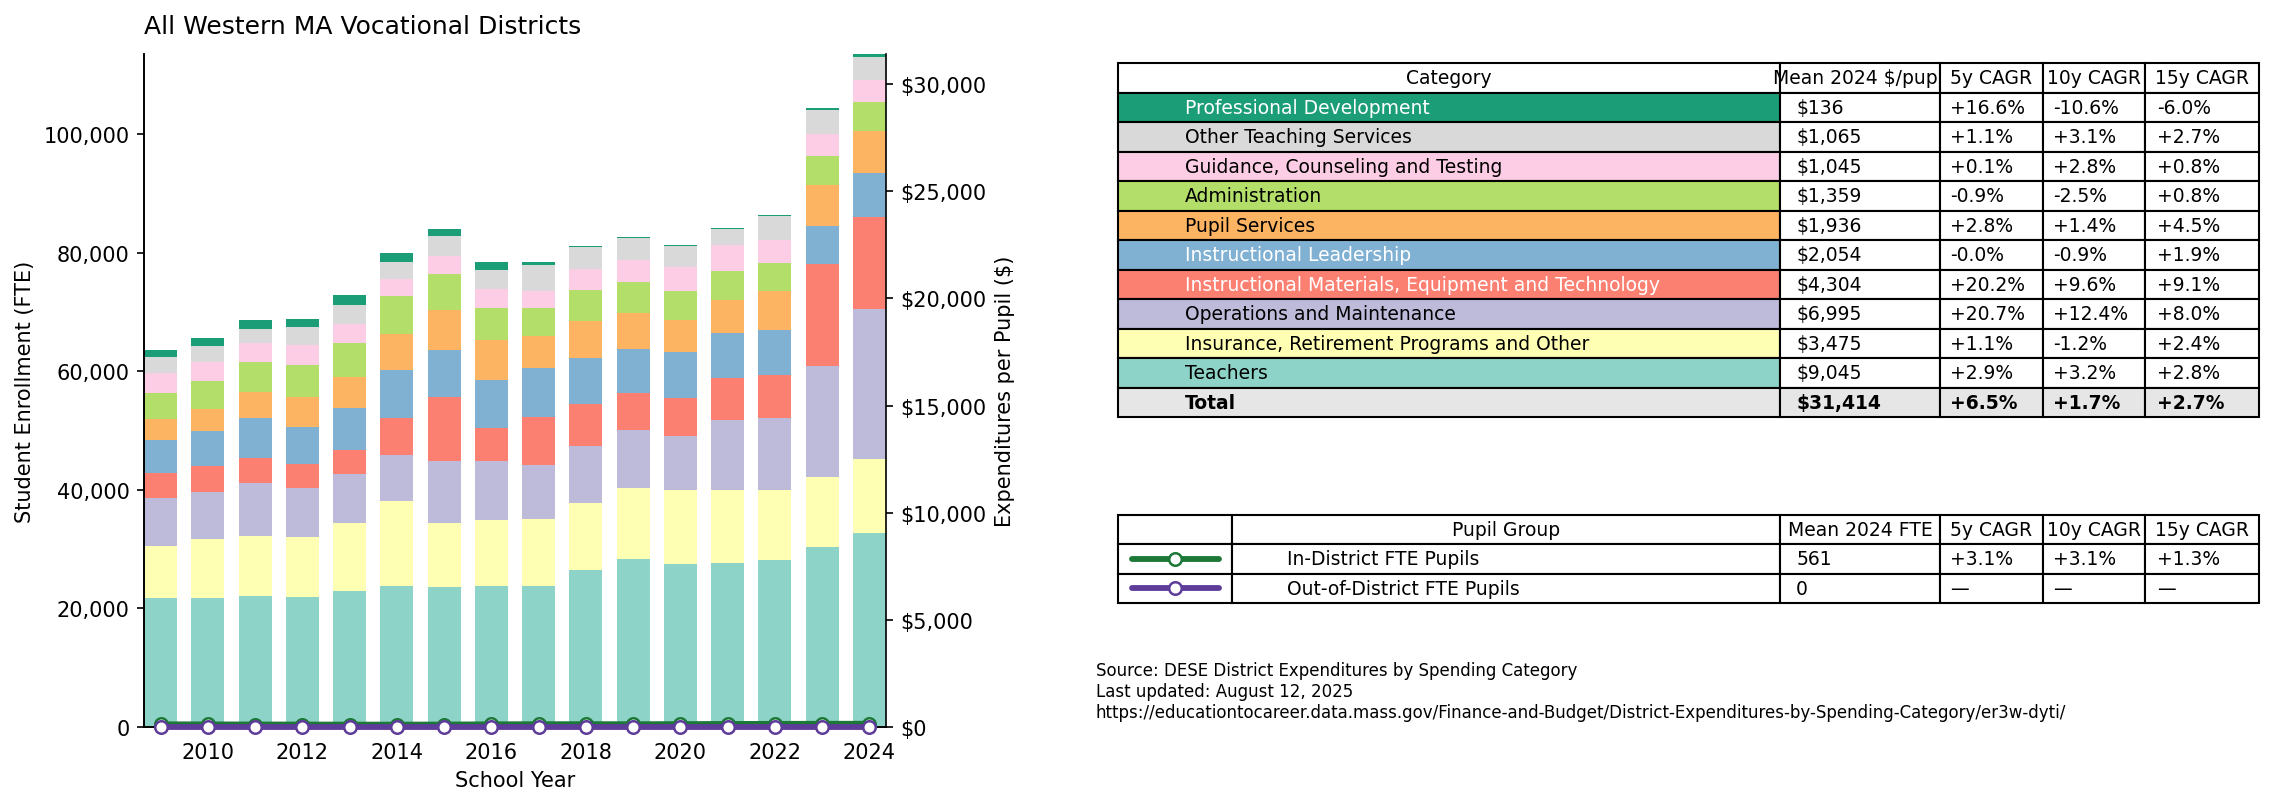 All Western MA Vocational Districts
Student Enrollment (FTE)
100,000
80,000
60,000
40,000
20,000
0
$30,000
$25,000
$20,000
$15,000
$10,000
$5,000
$0
Expenditures per Pupil ($)
2010 2012 2014 2016 2018 2020 2022 2024
School Year
Category Mean 2024 $/pup 5y CAGR 10y CAGR 15y CAGR
Professional Development $136 +16.6% -10.6% -6.0%
Other Teaching Services $1,065 +1.1% +3.1% +2.7%
Guidance, Counseling and Testing $1,045 +0.1% +2.8% +0.8%
Administration $1,359 -0.9% -2.5% +0.8%
Pupil Services $1,936 +2.8% +1.4% +4.5%
Instructional Leadership $2,054 -0.0% -0.9% +1.9%
Instructional Materials, Equipment and Technology $4,304 +20.2% +9.6% +9.1%
Operations and Maintenance $6,995 +20.7% +12.4% +8.0%
Insurance, Retirement Programs and Other $3,475 +1.1% -1.2% +2.4%
Teachers $9,045 +2.9% +3.2% +2.8%
Total $31,414 +6.5% +1.7% +2.7%
Pupil Group Mean 2024 FTE 5y CAGR 10y CAGR 15y CAGR
In-District FTE Pupils 561 +3.1% +3.1% +1.3%
Out-of-District FTE Pupils 0 — — —
Source: DESE District Expenditures by Spending Category
Last updated: August 12, 2025
https://educationtocareer.data.mass.gov/Finance-and-Budget/District-Expenditures-by-Spending-Category/er3w-dyti/